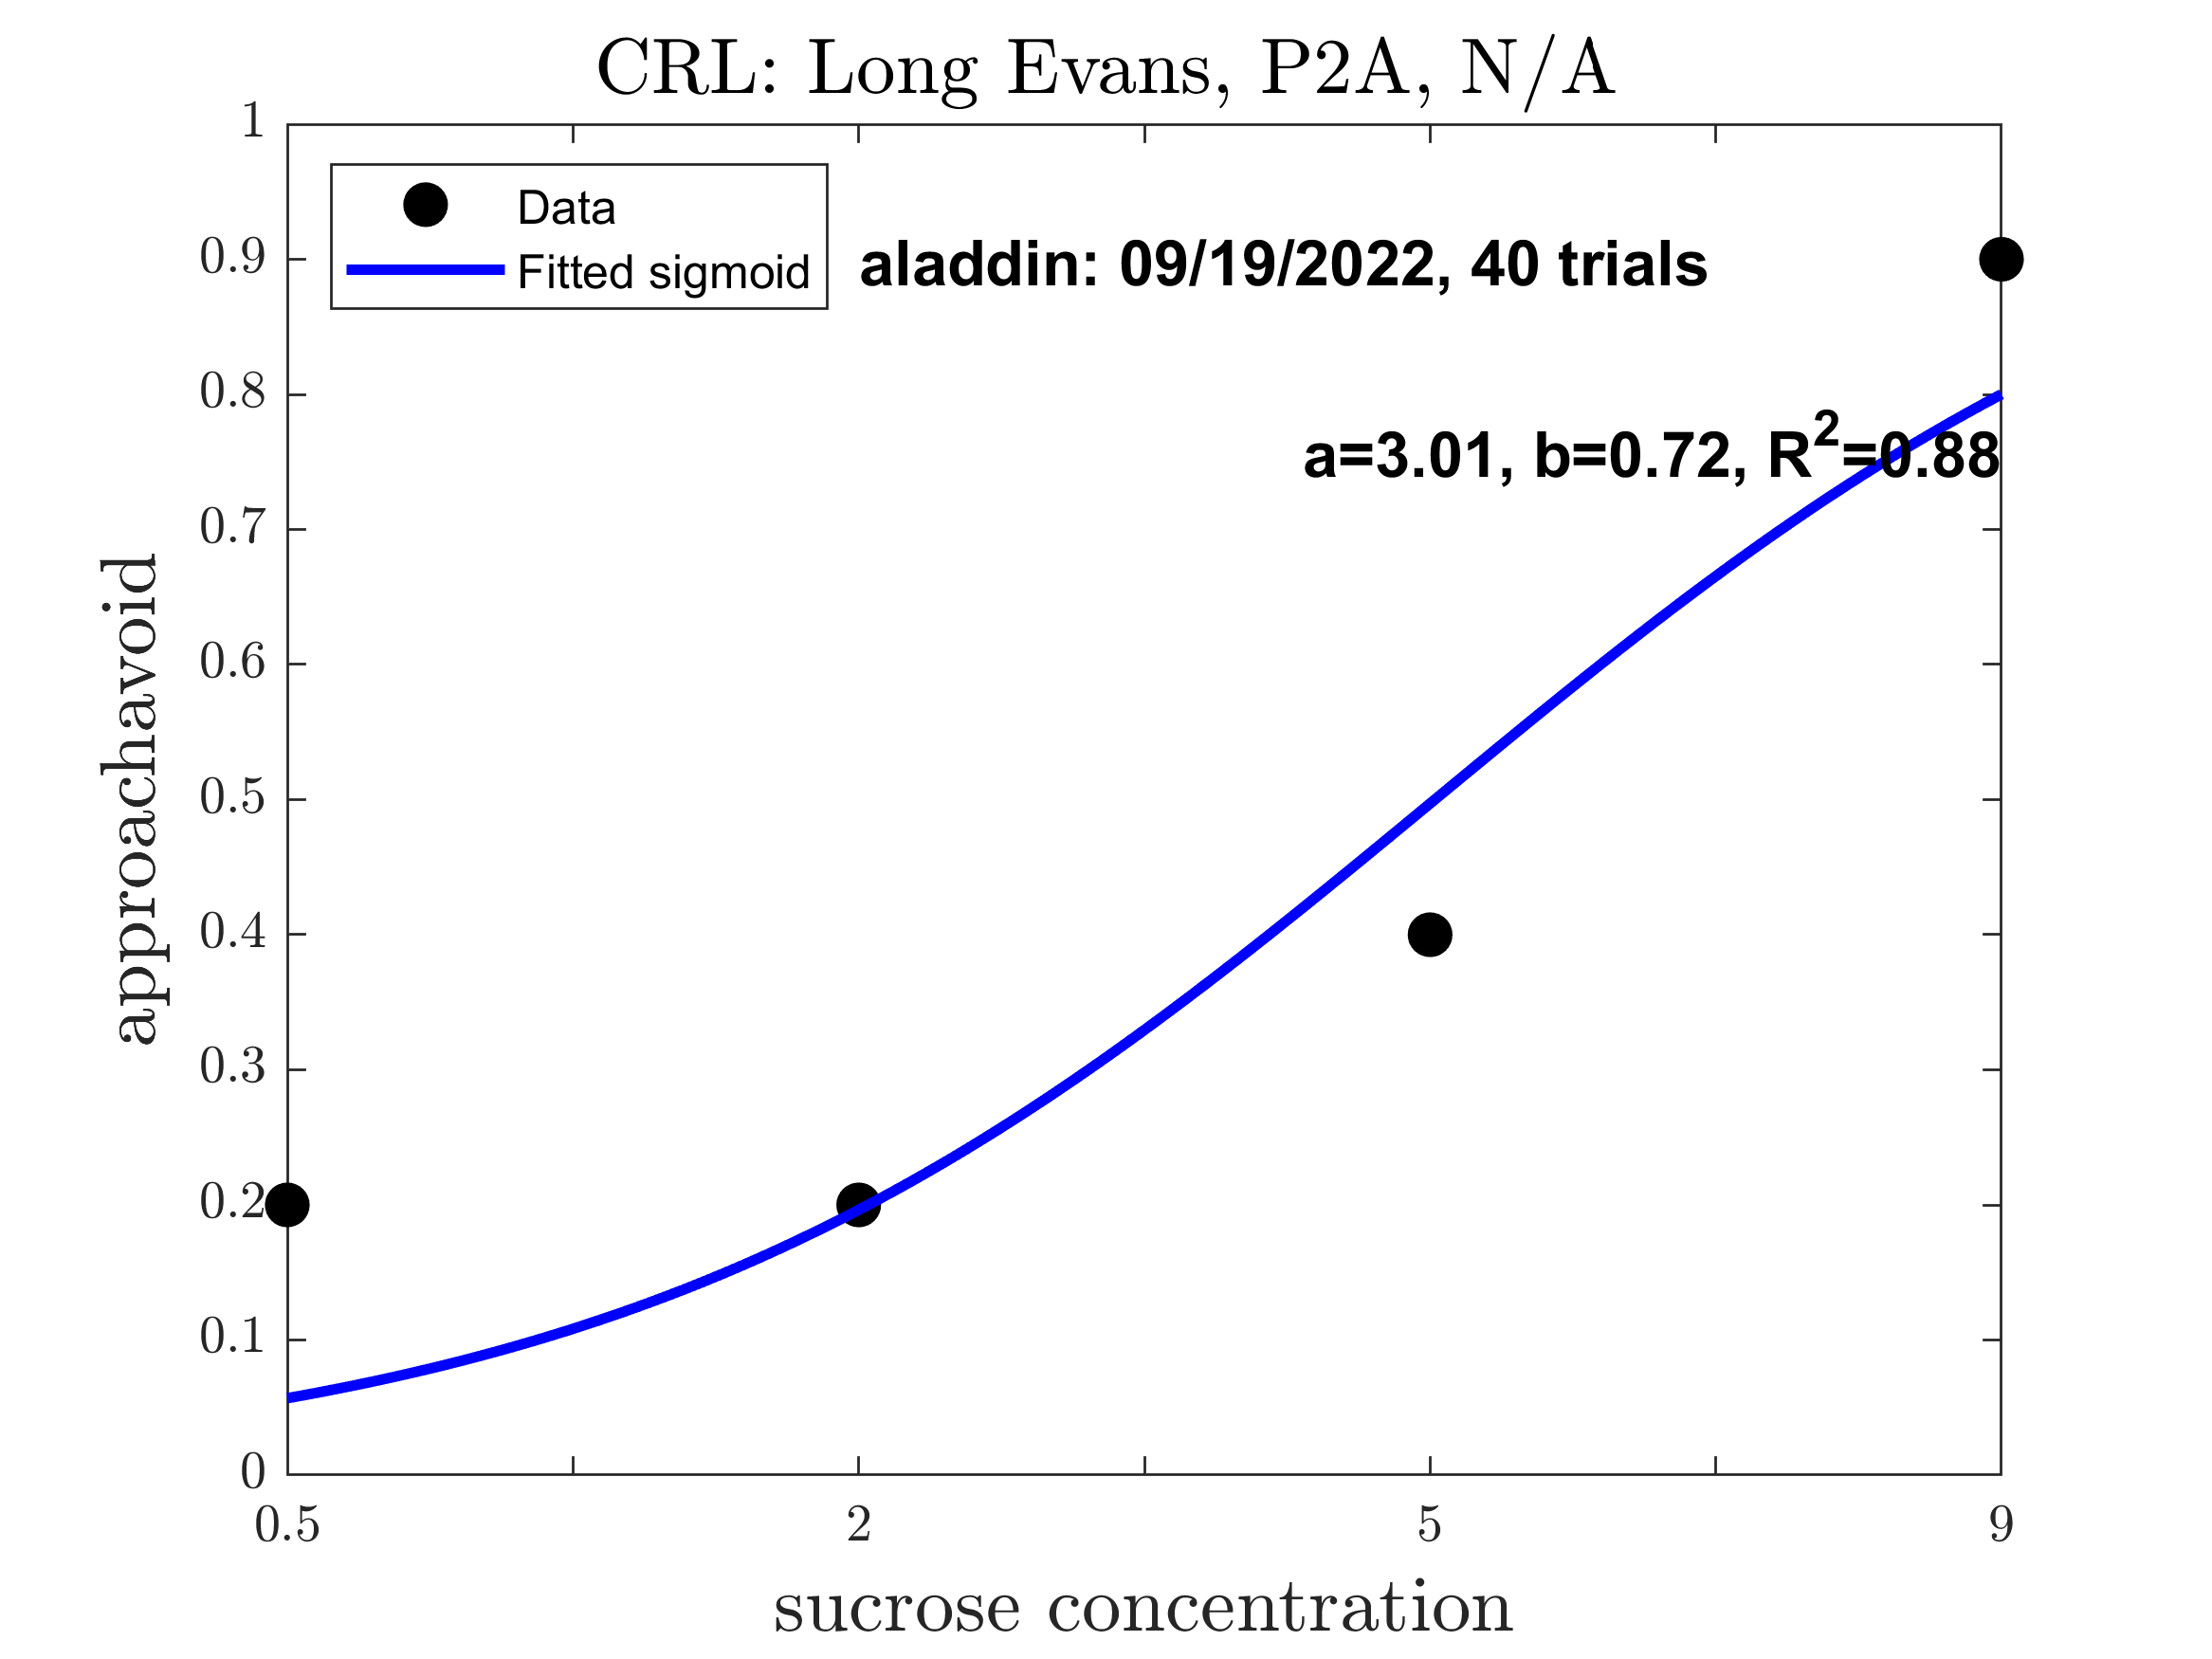 CRL: Long Evans, P2A, N/A
Data
Fitted sigmoid
aladdin: 09/19/2022, 40 trials
a=3.01, b=0.72, R²=0.88
approachavoid
1
0.9
0.8
0.7
0.6
0.5
0.4
0.3
0.2
0.1
0
0.5 2 5 9
sucrose concentration